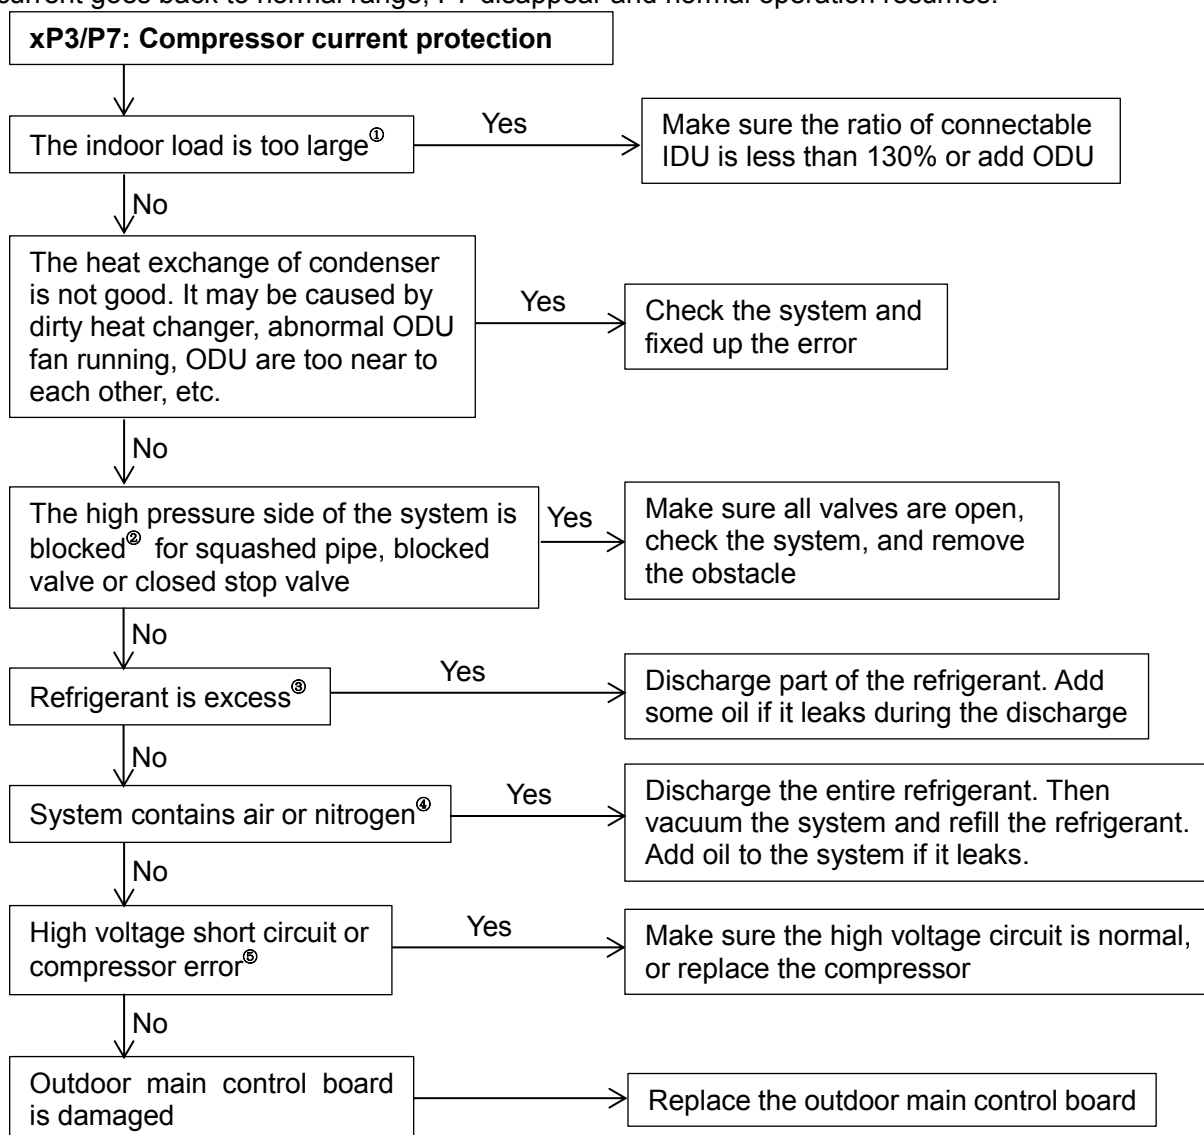 current goes back to normal range, P7 disappear and normal operation resumes.
xP3/P7: Compressor current protection
The indoor load is too large①
Yes
Make sure the ratio of connectable
IDU is less than 130% or add ODU
No
The heat exchange of condenser
is not good. It may be caused by
dirty heat changer, abnormal ODU
fan running, ODU are too near to
each other, etc.
Yes
Check the system and
fixed up the error
No
The high pressure side of the system is
blocked② for squashed pipe, blocked
valve or closed stop valve
Yes
Make sure all valves are open,
check the system, and remove
the obstacle
No
Refrigerant is excess③
Yes
Discharge part of the refrigerant. Add
some oil if it leaks during the discharge
No
System contains air or nitrogen④
Yes
Discharge the entire refrigerant. Then
vacuum the system and refill the refrigerant.
Add oil to the system if it leaks.
No
High voltage short circuit or
compressor error⑤
Yes
Make sure the high voltage circuit is normal,
or replace the compressor
No
Outdoor main control board
is damaged
Replace the outdoor main control board